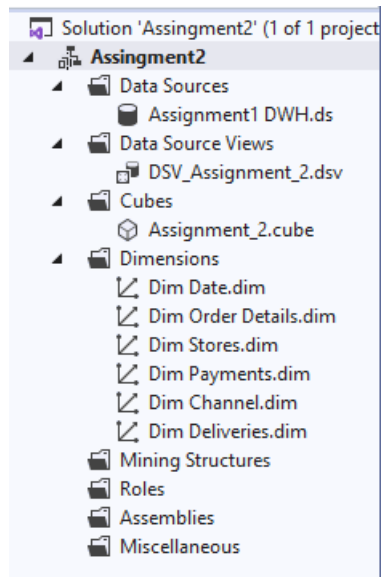 Solution 'Assingment2' (1 of 1 project
Assingment2
Data Sources
Assignment1 DWH.ds
Data Source Views
DSV_Assignment_2.dsv
Cubes
Assignment_2.cube
Dimensions
Dim Date.dim
Dim Order Details.dim
Dim Stores.dim
Dim Payments.dim
Dim Channel.dim
Dim Deliveries.dim
Mining Structures
Roles
Assemblies
Miscellaneous